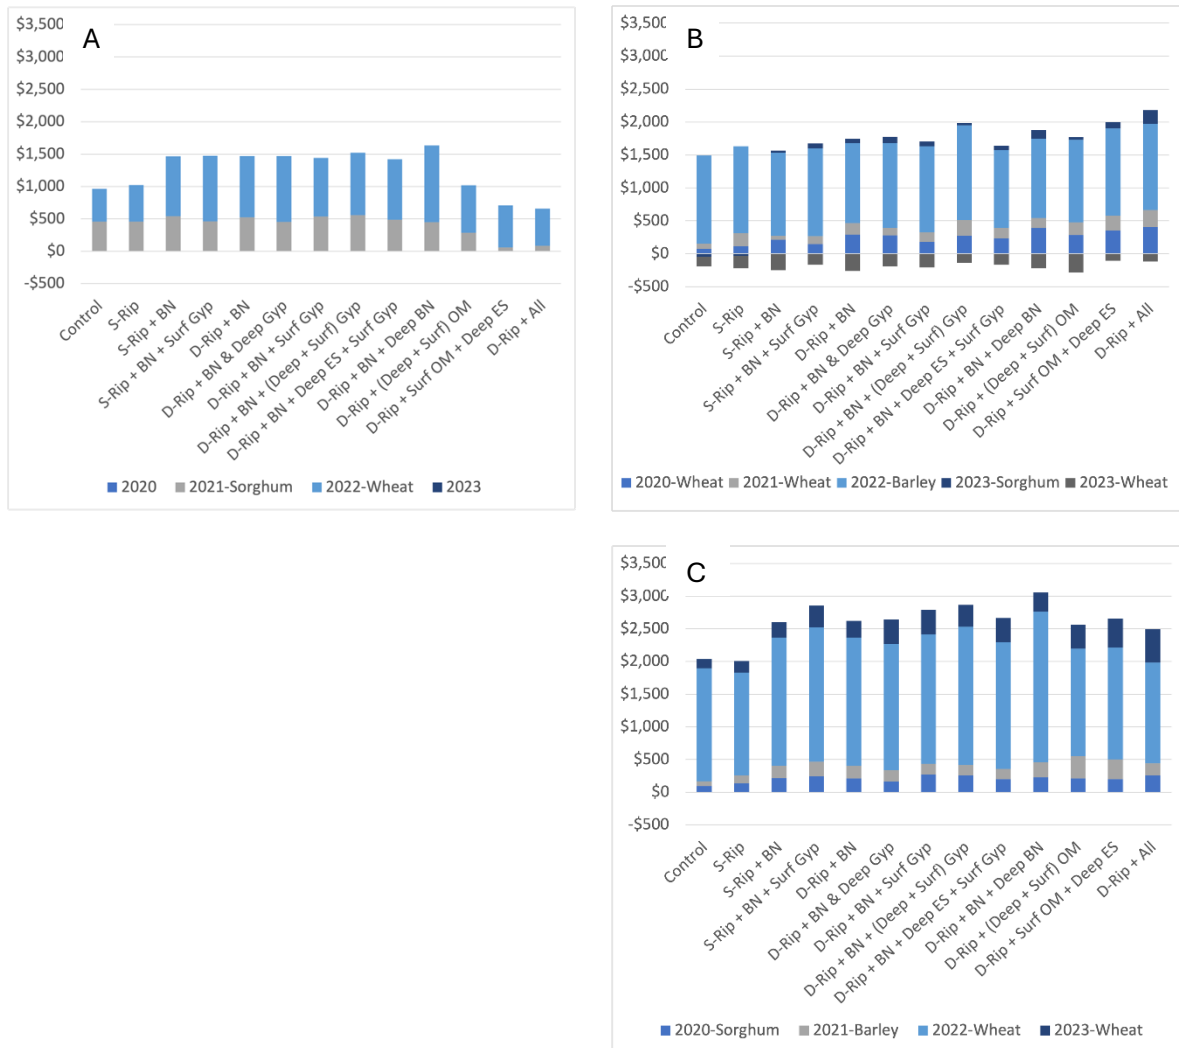 A
$3,500
$3,000
$2,500
$2,000
$1,500
$1,000
$500
$0
-$500
Control
S-Rip
S-Rip + BN
S-Rip + BN + Surf Gyp
D-Rip + BN
D-Rip + BN & Deep Gyp
D-Rip + BN + Surf Gyp
D-Rip + BN + (Deep + Surf) Gyp
D-Rip + BN + Deep ES + Surf Gyp
D-Rip + BN + Deep BN
D-Rip + (Deep + Surf) OM
D-Rip + Surf OM + Deep ES
D-Rip + All
2020 2021-Sorghum 2022-Wheat 2023
B
$3,500
$3,000
$2,500
$2,000
$1,500
$1,000
$500
$0
-$500
Control
S-Rip
S-Rip + BN
S-Rip + BN + Surf Gyp
D-Rip + BN
D-Rip + BN & Deep Gyp
D-Rip + BN + Surf Gyp
D-Rip + BN + (Deep + Surf) Gyp
D-Rip + BN + Deep ES + Surf Gyp
D-Rip + BN + Deep BN
D-Rip + (Deep + Surf) OM
D-Rip + Surf OM + Deep ES
D-Rip + All
2020-Wheat 2021-Wheat 2022-Barley 2023-Sorghum 2023-Wheat
C
$3,500
$3,000
$2,500
$2,000
$1,500
$1,000
$500
$0
-$500
Control
S-Rip
S-Rip + BN
S-Rip + BN + Surf Gyp
D-Rip + BN
D-Rip + BN & Deep Gyp
D-Rip + BN + Surf Gyp
D-Rip + BN + (Deep + Surf) Gyp
D-Rip + BN + Deep ES + Surf Gyp
D-Rip + BN + Deep BN
D-Rip + (Deep + Surf) OM
D-Rip + Surf OM + Deep ES
D-Rip + All
2020-Sorghum 2021-Barley 2022-Wheat 2023-Wheat